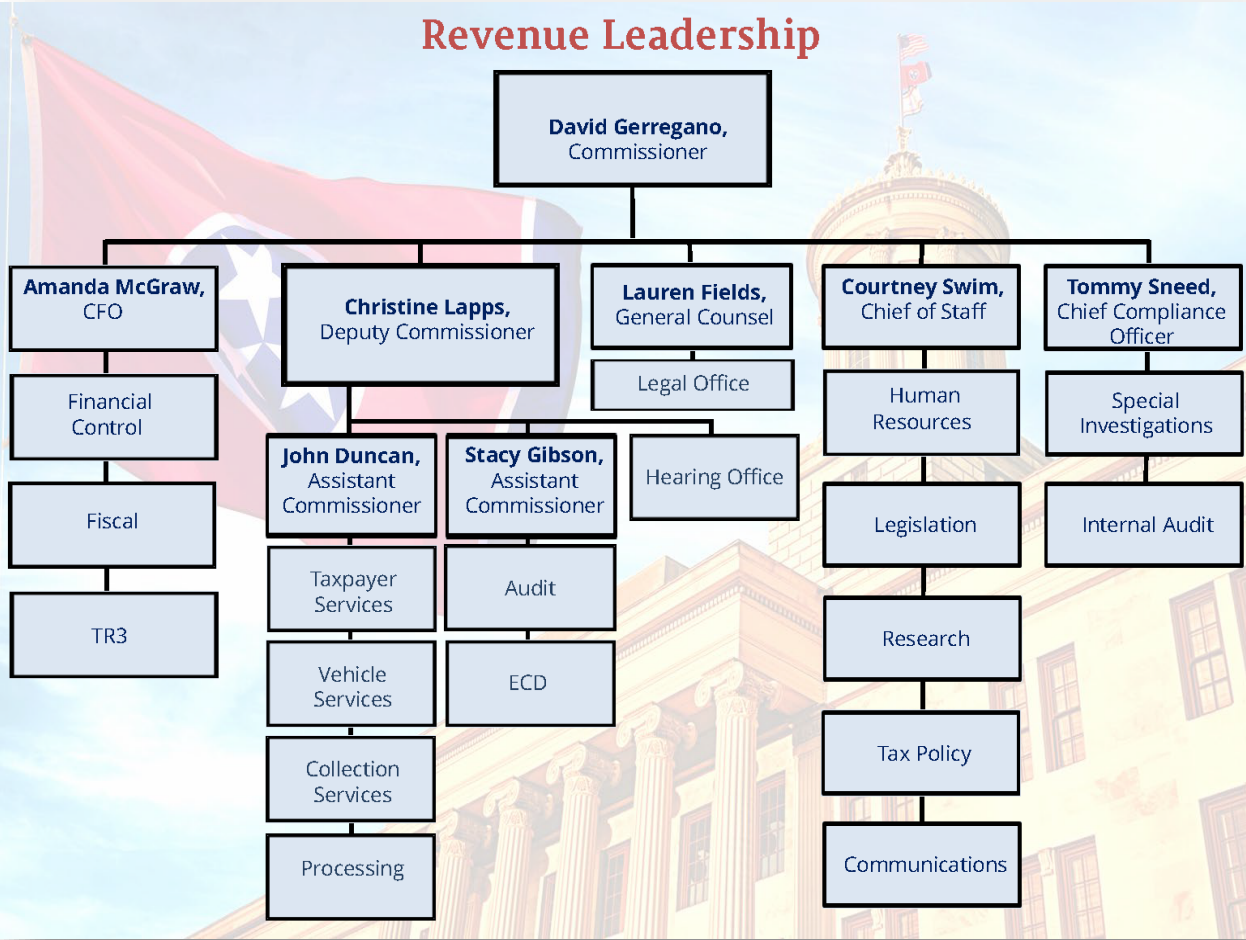 Revenue Leadership
David Gerregano,
Commissioner
Amanda McGraw,
CFO
Christine Lapps,
Deputy Commissioner
Lauren Fields,
General Counsel
Courtney Swim,
Chief of Staff
Tommy Sneed,
Chief Compliance
Officer
Financial
Control
Fiscal
TR3
John Duncan,
Assistant
Commissioner
Taxpayer
Services
Vehicle
Services
Collection
Services
Processing
Stacy Gibson,
Assistant
Commissioner
Audit
ECD
Hearing Office
Legal Office
Human
Resources
Legislation
Research
Tax Policy
Communications
Special
Investigations
Internal Audit